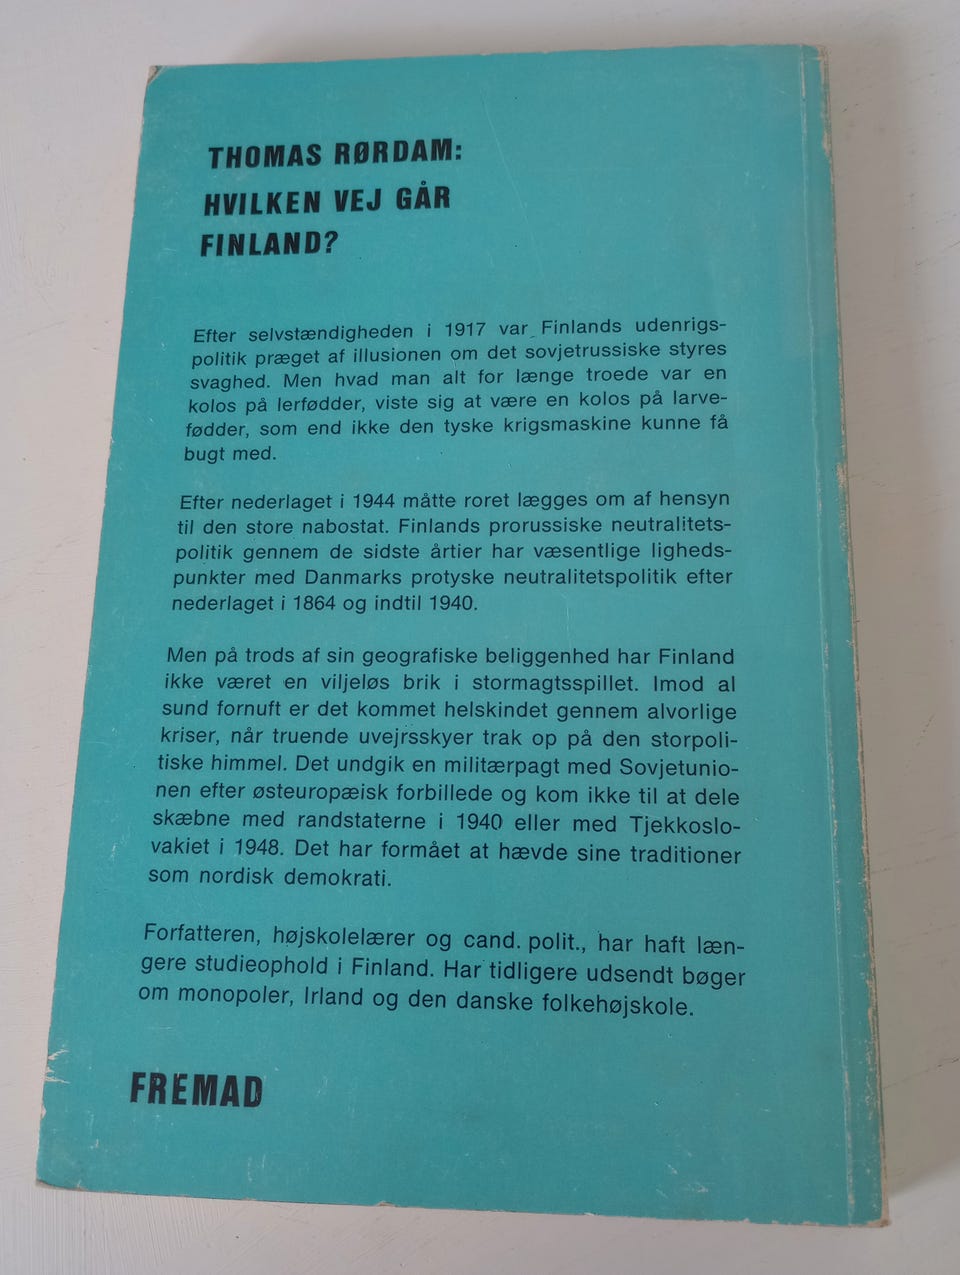 THOMAS RØRDAM:
HVILKEN VEJ GÅR
FINLAND?
Efter selvstændigheden i 1917 var Finlands udenrigs-
politik præget af illusionen om det sovjetrussiske styres
svaghed. Men hvad man alt for længe troede var en
kolos på lerfødder, viste sig at være en kolos på larve-
fødder, som end ikke den tyske krigsmaskine kunne få
bugt med.
Efter nederlaget i 1944 måtte roret lægges om af hensyn
til den store nabostat. Finlands prorussiske neutralitets-
politik gennem de sidste årtier har væsentlige ligheds-
punkter med Danmarks protyske neutralitetspolitik efter
nederlaget i 1864 og indtil 1940.
Men på trods af sin geografiske beliggenhed har Finland
ikke været en viljeløs brik i stormagtsspillet. Imod al
sund fornuft er det kommet helskindet gennem alvorlige
kriser, når truende uvejrsskyer trak op på den storpoli-
tiske himmel. Det undgik en militærpagt med Sovjetunio-
nen efter østeuropæisk forbillede og kom ikke til at dele
skæbne med randstaterne i 1940 eller med Tjekkoslo-
vakiet i 1948. Det har formået at hævde sine traditioner
som nordisk demokrati.
Forfatteren, højskolelærer og cand. polit., har haft læn-
gere studieophold i Finland. Har tidligere udsendt bøger
om monopoler, Irland og den danske folkehøjskole.
FREMAD